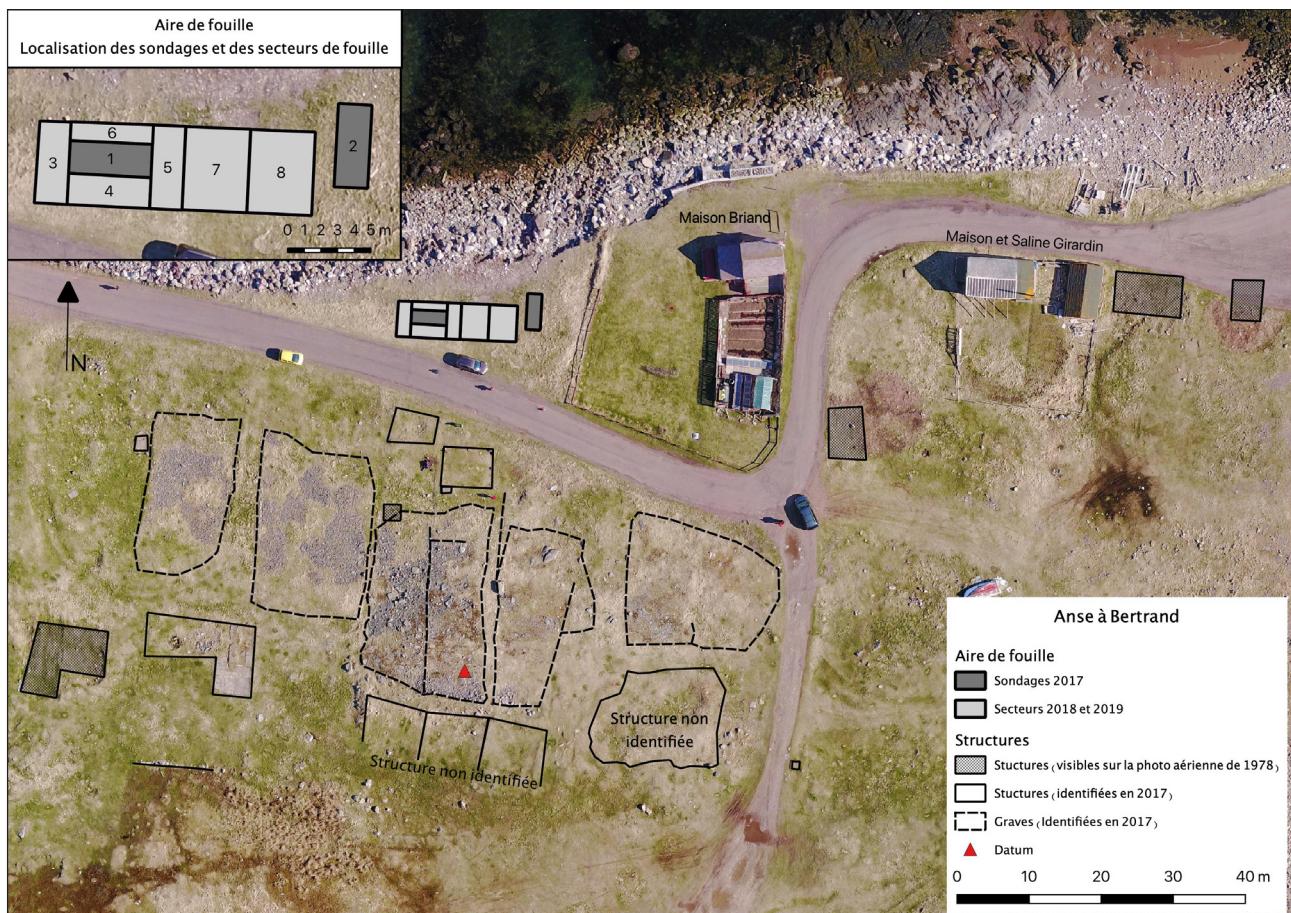 Aire de fouille
Localisation des sondages et des secteurs de fouille
6
3
1
5
7
8
2
4
0 1 2 3 4 5 m
N
Maison Briand
Maison et Saline Girardin
Structure non
identifiée
Structure non identifiée
Anse à Bertrand
Aire de fouille
Sondages 2017
Secteurs 2018 et 2019
Structures
Stuctures (visibles sur la photo aérienne de 1978)
Stuctures (identifiées en 2017)
Graves (Identifiées en 2017)
Datum
0 10 20 30 40 m